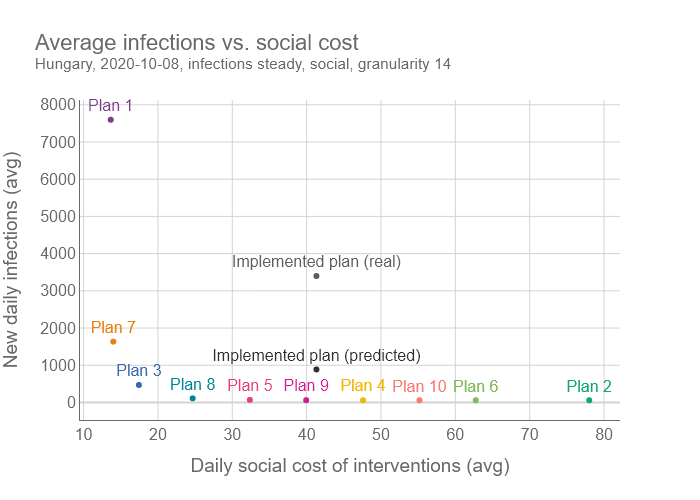 Average infections vs. social cost
Hungary, 2020-10-08, infections steady, social, granularity 14
New daily infections (avg)
8000
7000
6000
5000
4000
3000
2000
1000
0
Plan 1
Implemented plan (real)
Plan 7
Implemented plan (predicted)
Plan 3
Plan 8
Plan 5
Plan 9
Plan 4
Plan 10
Plan 6
Plan 2
10 20 30 40 50 60 70 80
Daily social cost of interventions (avg)